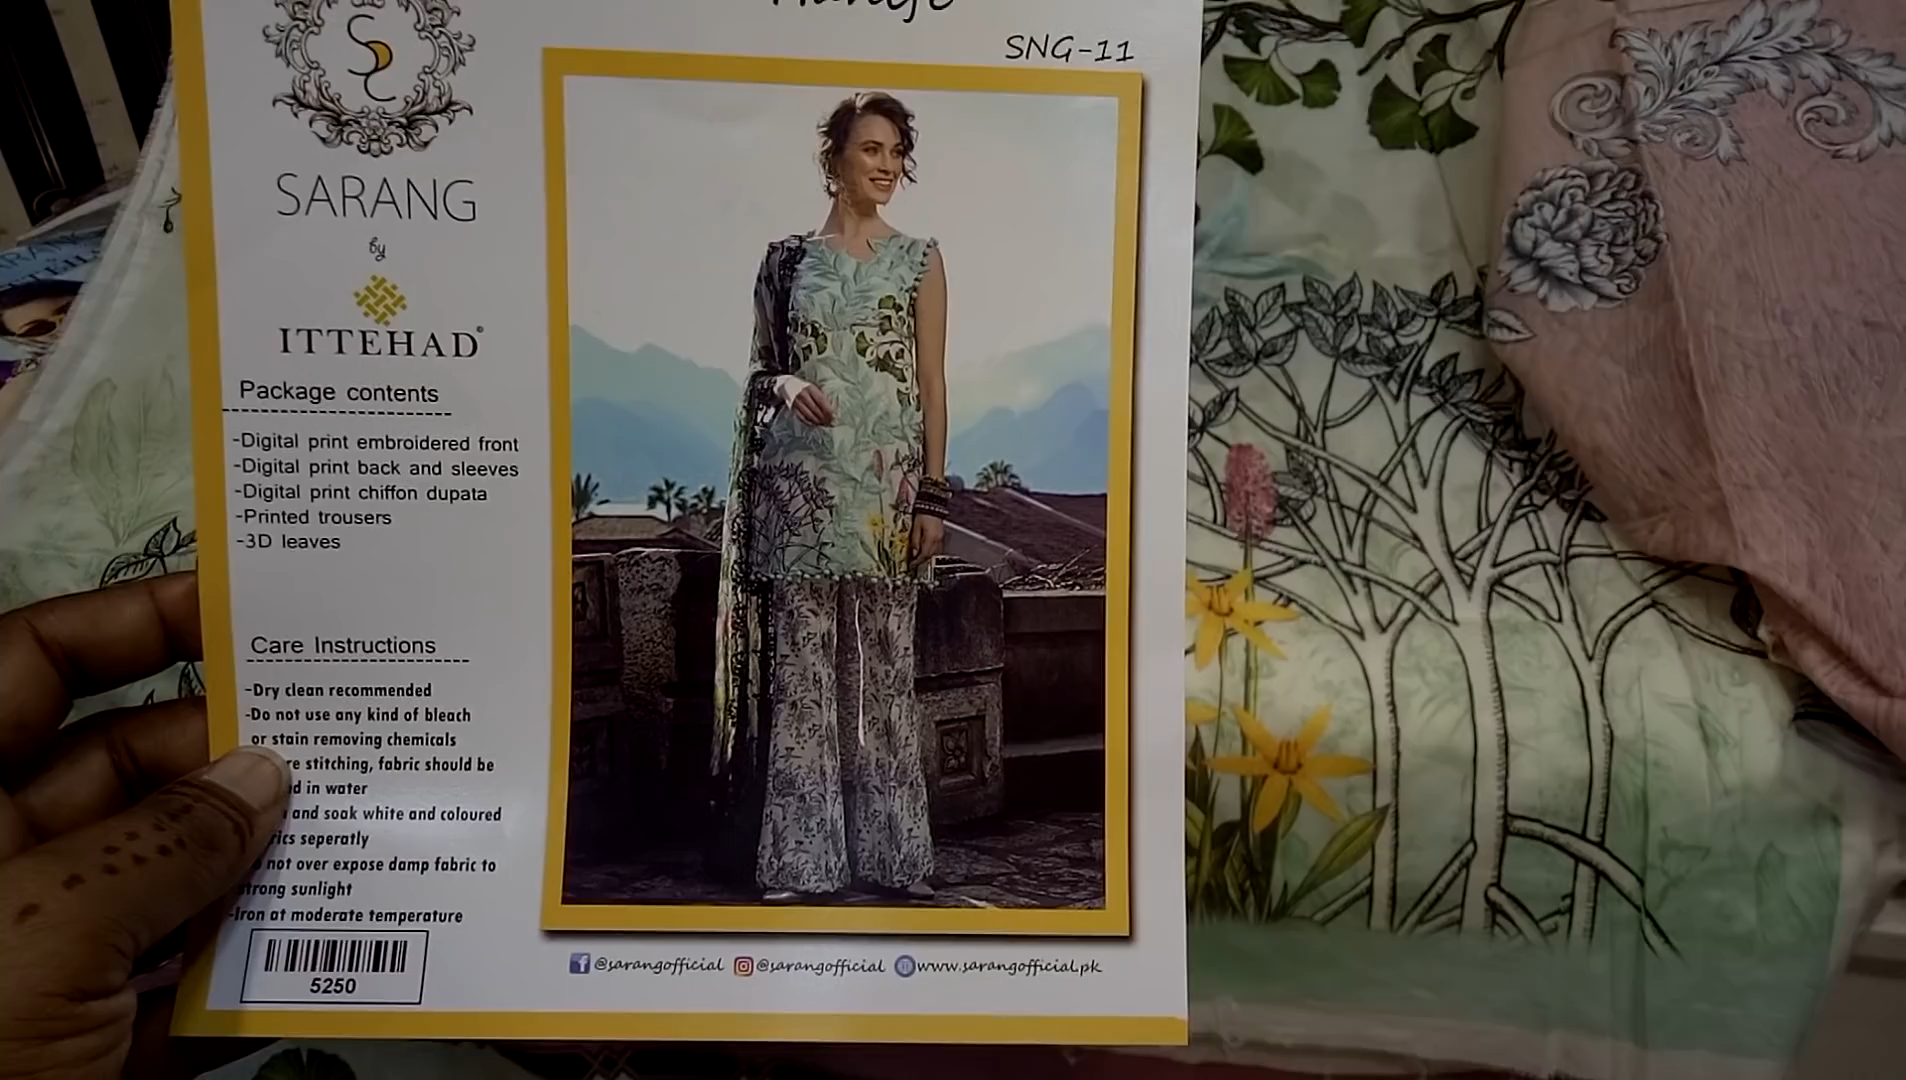 SNG-11
SARANG
by
ITTEHAD
Package contents
-Digital print embroidered front
-Digital print back and sleeves
-Digital print chiffon dupata
-Printed trousers
-3D leaves
Care Instructions
-Dry clean recommended
-Do not use any kind of bleach
or stain removing chemicals
stitching, fabric should be
in water
and soak white and coloured
seperatly
not over expose damp fabric to
strong sunlight
-Iron at moderate temperature
5250
@sarangofficial @sarangofficial www.sarangofficial.pk